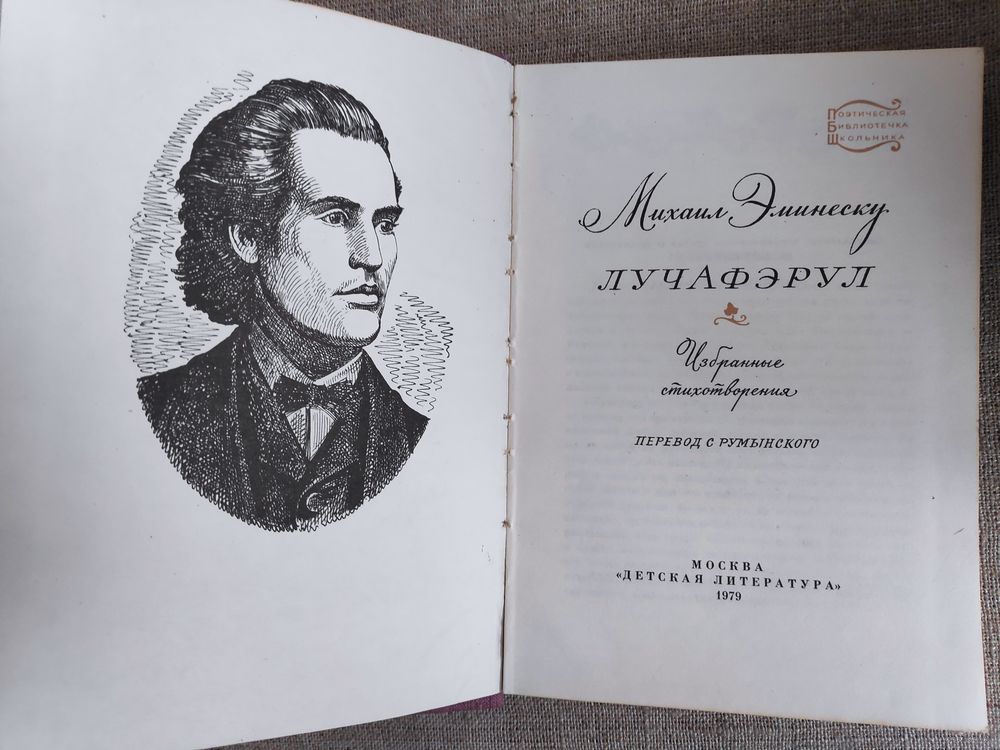 Поэтическая
Библиотечка
Школьника
Михаил Эминеску
ЛУЧАФЭРУЛ
Избранные
стихотворения
ПЕРЕВОД С РУМЫНСКОГО
МОСКВА
«ДЕТСКАЯ ЛИТЕРАТУРА»
1979